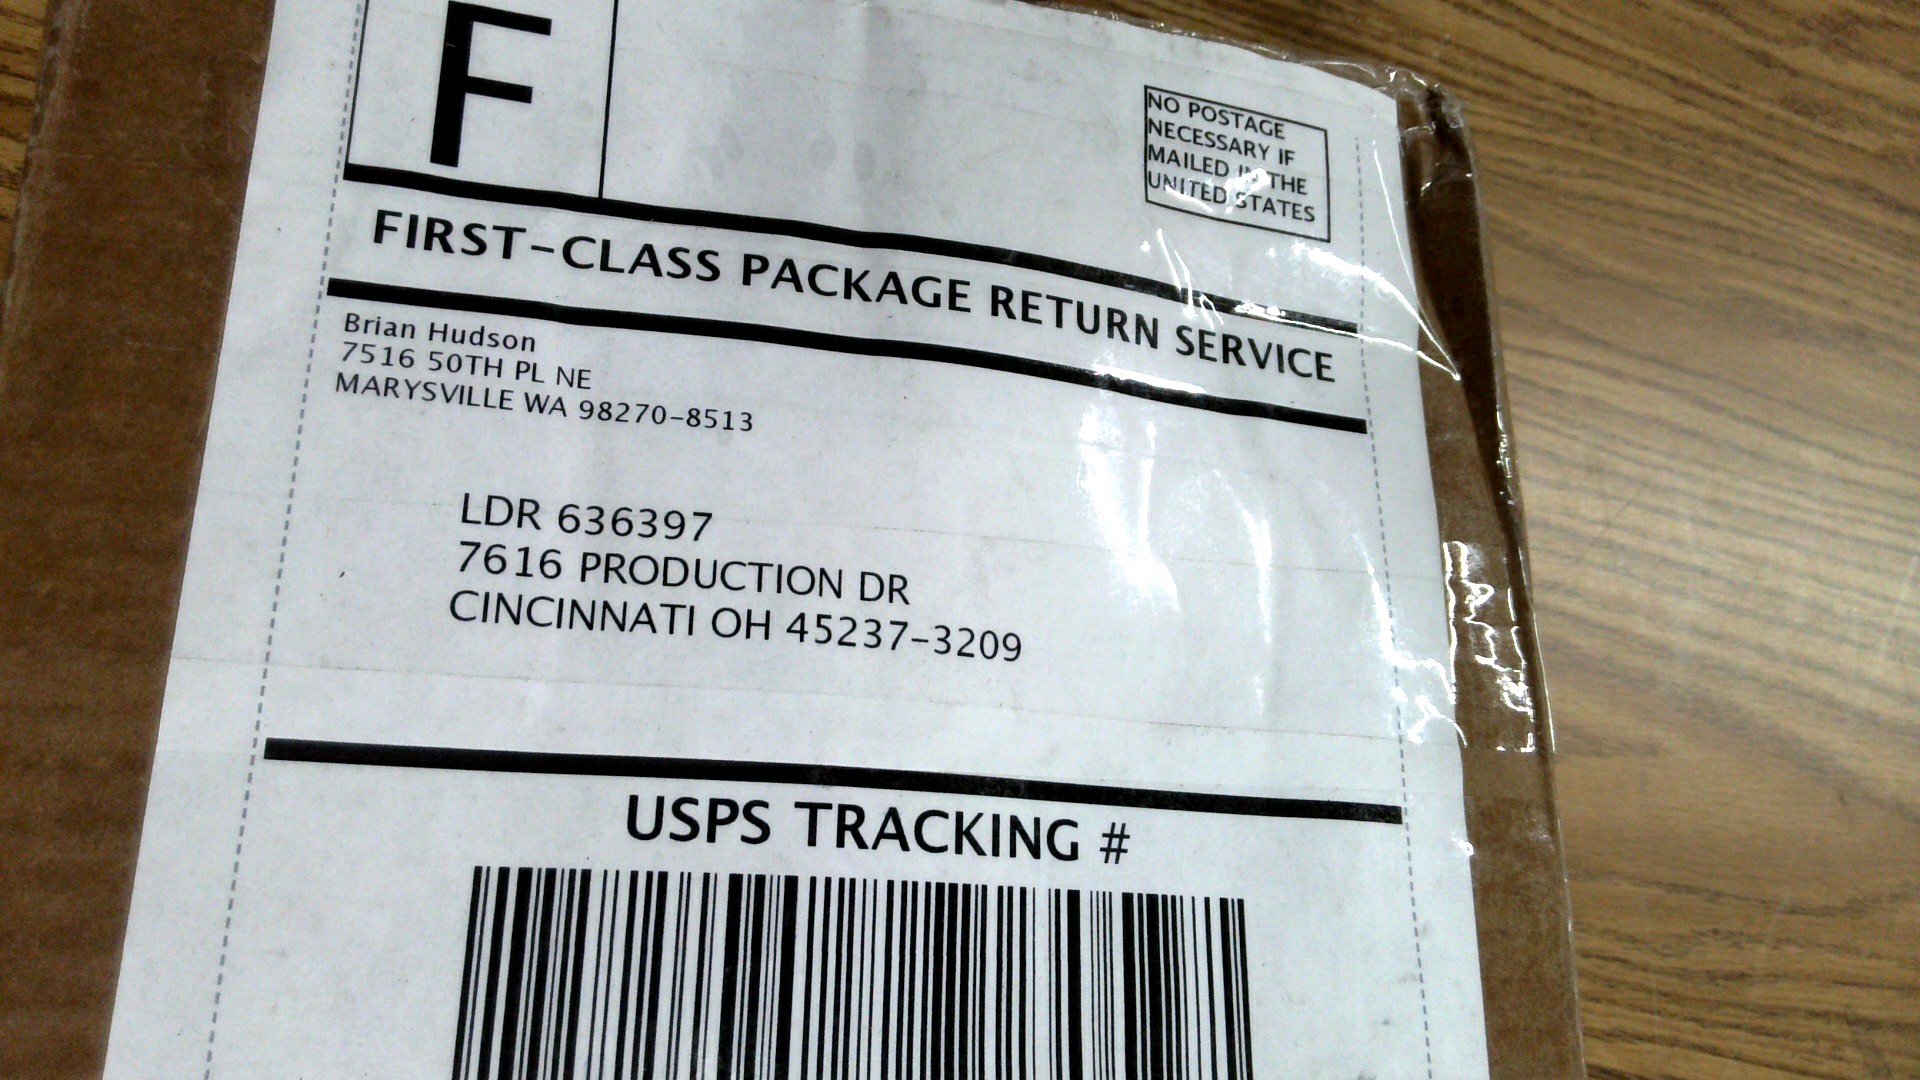 F
NO POSTAGE
NECESSARY IF
MAILED IN THE
UNITED STATES
FIRST-CLASS PACKAGE RETURN SERVICE
Brian Hudson
7516 50TH PL NE
MARYSVILLE WA 98270-8513
LDR 636397
7616 PRODUCTION DR
CINCINNATI OH 45237-3209
USPS TRACKING #